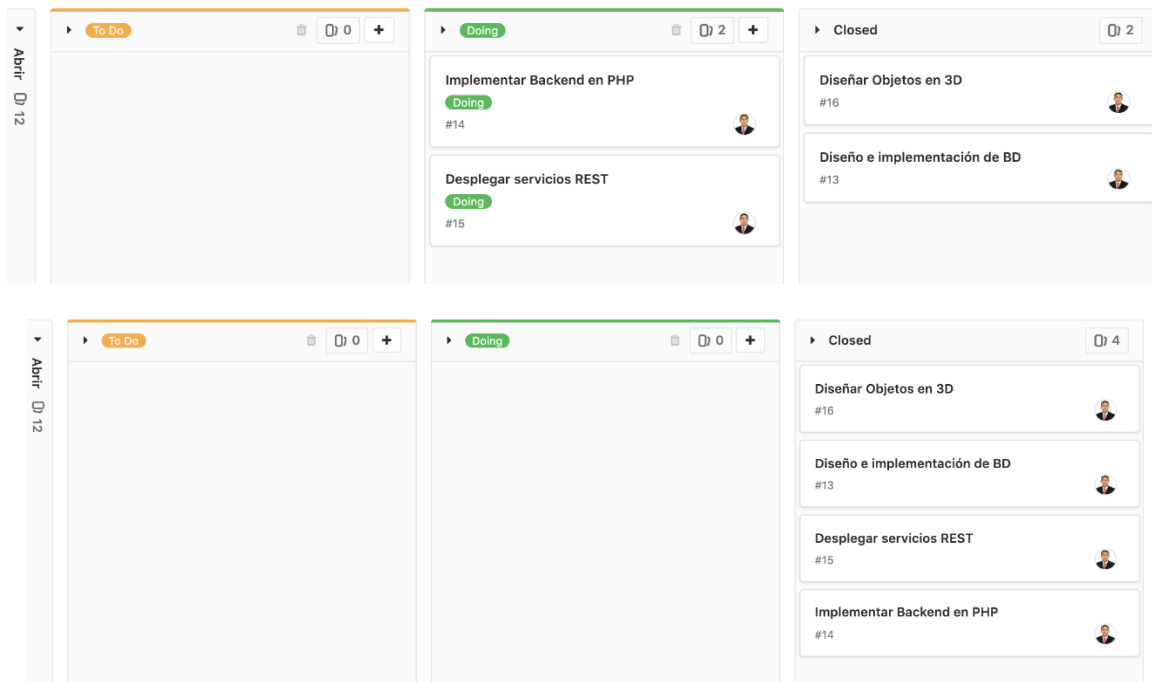 Abrir 12
To Do 0 +
Doing 2 +
Implementar Backend en PHP
Doing
#14
Desplegar servicios REST
Doing
#15
Closed 2
Diseñar Objetos en 3D
#16
Diseño e implementación de BD
#13
Abrir 12
To Do 0 +
Doing 0 +
Closed 4
Diseñar Objetos en 3D
#16
Diseño e implementación de BD
#13
Desplegar servicios REST
#15
Implementar Backend en PHP
#14